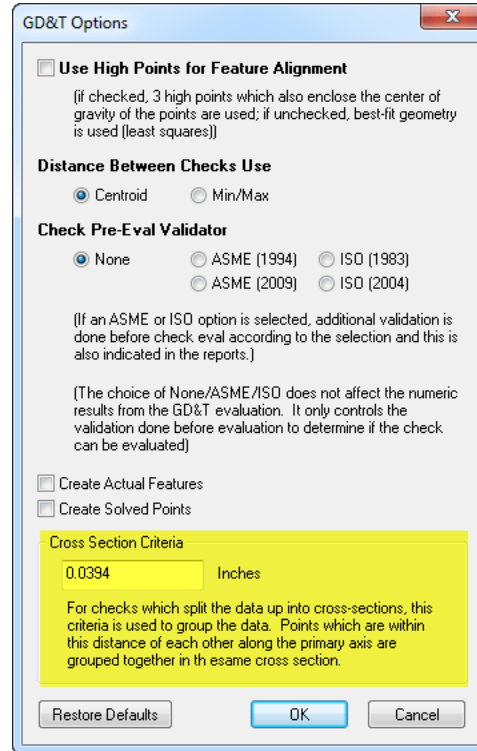 GD&T Options
Use High Points for Feature Alignment
(if checked, 3 high points which also enclose the center of
gravity of the points are used; if unchecked, best-fit geometry
is used (least squares))
Distance Between Checks Use
Centroid Min/Max
Check Pre-Eval Validator
None ASME (1994) ISO (1983)
ASME (2009) ISO (2004)
(If an ASME or ISO option is selected, additional validation is
done before check eval according to the selection and this is
also indicated in the reports.)
(The choice of None/ASME/ISO does not affect the numeric
results from the GD&T evaluation. It only controls the
validation done before evaluation to determine if the check
can be evaluated)
Create Actual Features
Create Solved Points
Cross Section Criteria
0.0394 Inches
For checks which split the data up into cross-sections, this
criteria is used to group the data. Points which are within
this distance of each other along the primary axis are
grouped together in th esame cross section.
Restore Defaults OK Cancel